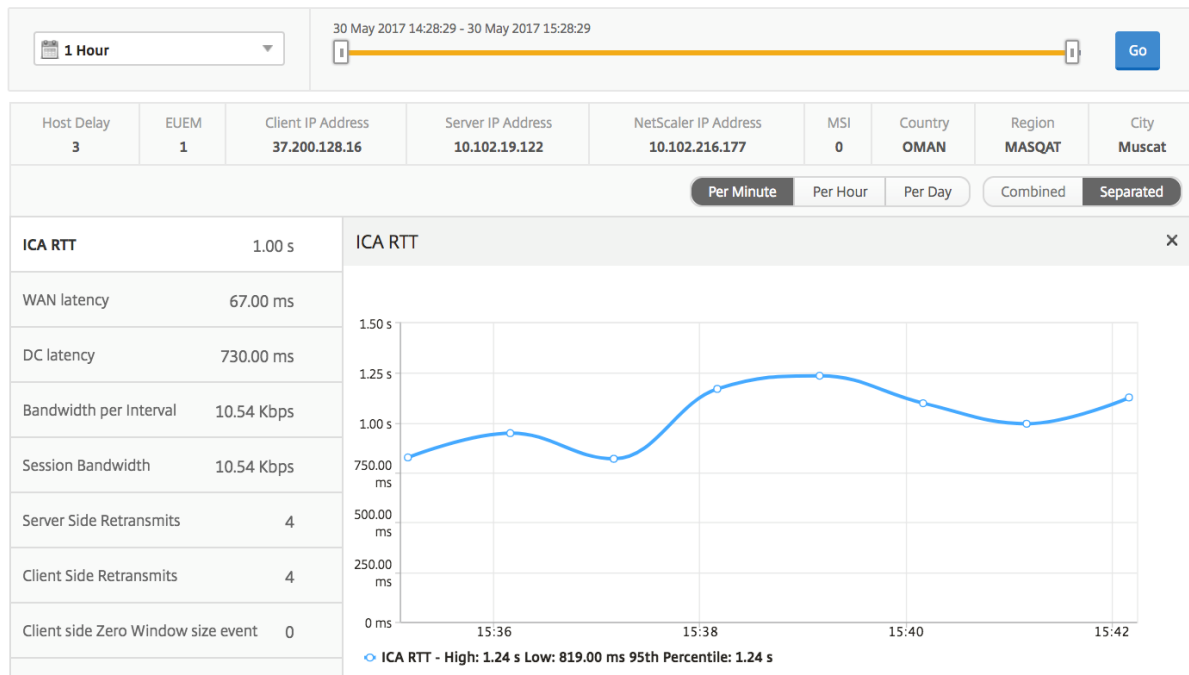 30 May 2017 14:28:29 - 30 May 2017 15:28:29
1 Hour
Go
Host Delay EUEM Client IP Address Server IP Address NetScaler IP Address MSI Country Region City
3 1 37.200.128.16 10.102.19.122 10.102.216.177 0 OMAN MASQAT Muscat
Per Minute Per Hour Per Day Combined Separated
ICA RTT 1.00 s
WAN latency 67.00 ms
DC latency 730.00 ms
Bandwidth per Interval 10.54 Kbps
Session Bandwidth 10.54 Kbps
Server Side Retransmits 4
Client Side Retransmits 4
Client side Zero Window size event 0
ICA RTT
1.50 s
1.25 s
1.00 s
750.00
ms
500.00
ms
250.00
ms
0 ms
15:36 15:38 15:40 15:42
ICA RTT - High: 1.24 s Low: 819.00 ms 95th Percentile: 1.24 s